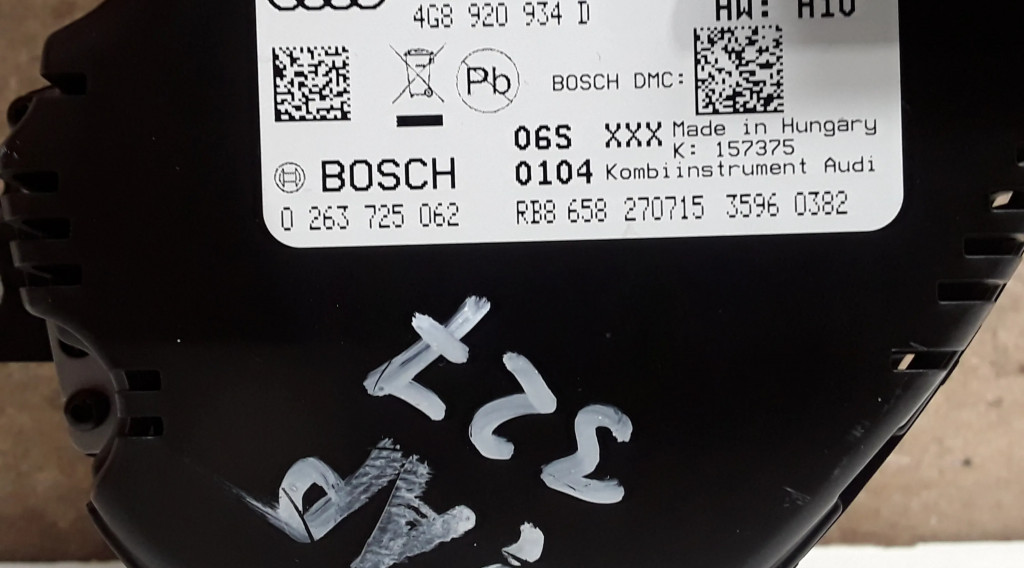 4G8 920 934 D
HW: H10
Pb
BOSCH DMC:
06S XXX Made in Hungary
K: 157375
BOSCH 0104 Kombiinstrument Audi
0 263 725 062 RB8 658 270715 3596 0382